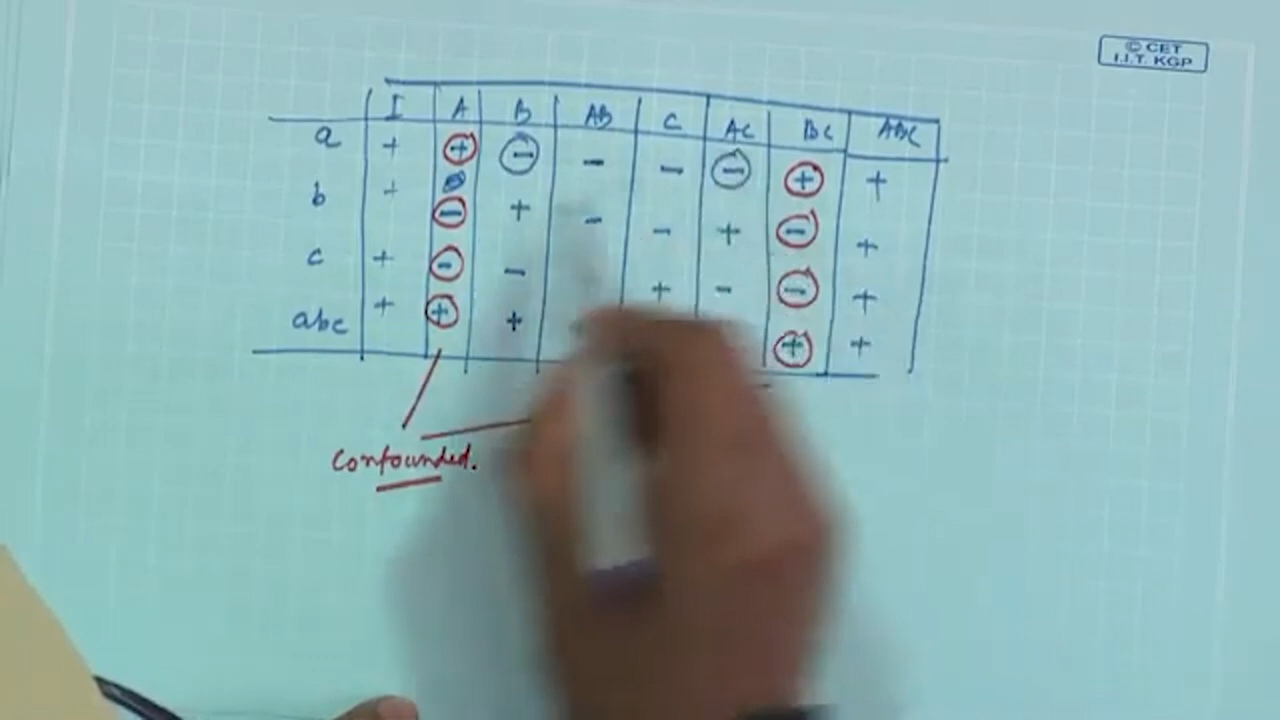 © CET
I.I.T. KGP
I A B AB C AC BC ABC
a + + - - - - + +
b + - + - - + - +
c + - - + - - +
abc + + + + +
Confounded.